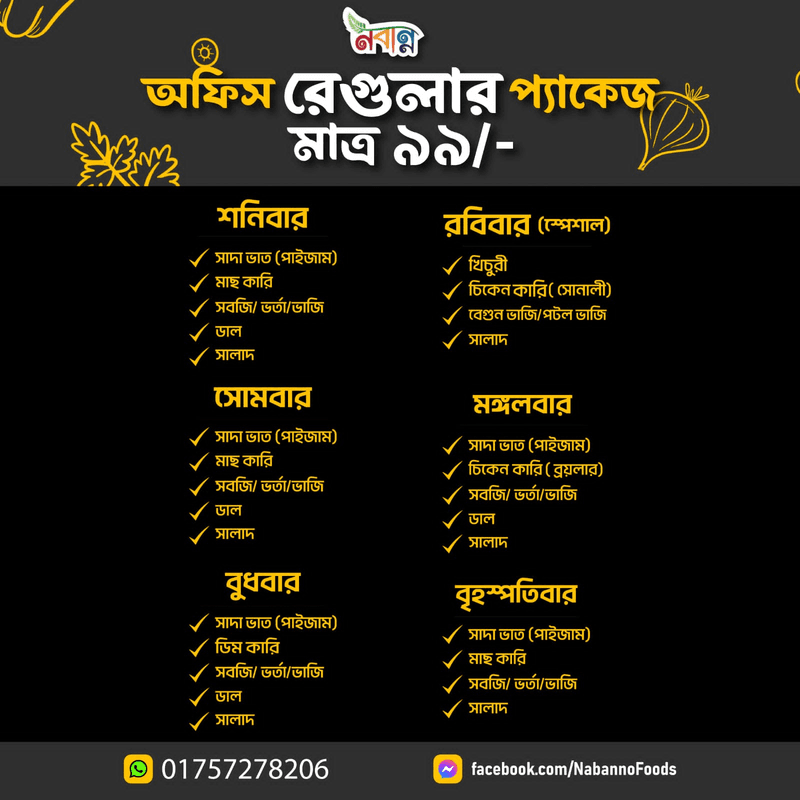 নবান্ন
অফিস রেগুলার প্যাকেজ
মাত্র ৯৯/-
শনিবার
সাদা ভাত (পাইজাম)
মাছ কারি
সবজি/ ভর্তা/ভাজি
ডাল
সালাদ
রবিবার (স্পেশাল)
খিচুরী
চিকেন কারি( সোনালী)
বেগুন ভাজি/পটল ভাজি
সালাদ
সোমবার
সাদা ভাত (পাইজাম)
মাছ কারি
সবজি/ ভর্তা/ভাজি
ডাল
সালাদ
মঙ্গলবার
সাদা ভাত (পাইজাম)
চিকেন কারি ( ব্রয়লার)
সবজি/ ভর্তা/ভাজি
ডাল
সালাদ
বুধবার
সাদা ভাত (পাইজাম)
ডিম কারি
সবজি/ ভর্তা/ভাজি
ডাল
সালাদ
বৃহস্পতিবার
সাদা ভাত (পাইজাম)
মাছ কারি
সবজি/ ভর্তা/ভাজি
সালাদ
01757278206
facebook.com/NabannoFoods